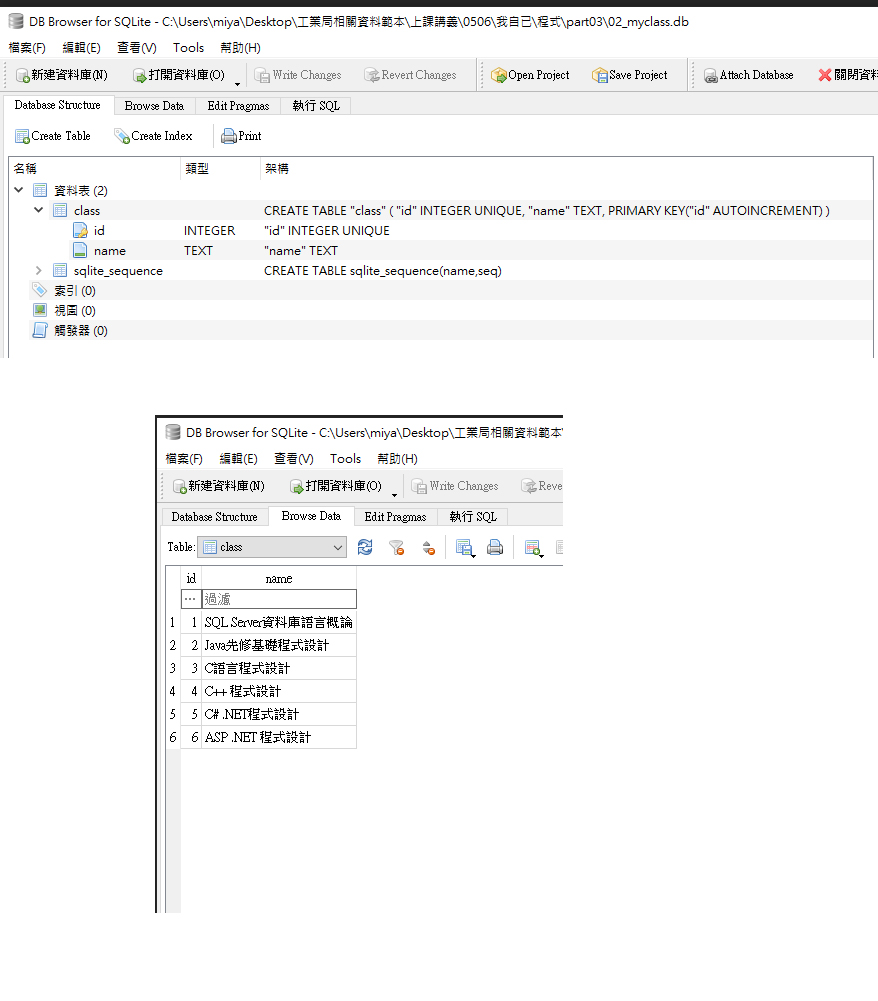 DB Browser for SQLite - C:\Users\miya\Desktop\工業局相關資料範本\上課講義\0506\我自己\程式\part03\02_myclass.db
檔案(F) 編輯(E) 查看(V) Tools 幫助(H)
新建資料庫(N) 打開資料庫(O) Write Changes Revert Changes Open Project Save Project Attach Database 關閉資料
Database Structure Browse Data Edit Pragmas 執行 SQL
Create Table Create Index Print
名稱 類型 架構
資料表 (2)
class CREATE TABLE "class" ( "id" INTEGER UNIQUE, "name" TEXT, PRIMARY KEY("id" AUTOINCREMENT) )
id INTEGER "id" INTEGER UNIQUE
name TEXT "name" TEXT
sqlite_sequence CREATE TABLE sqlite_sequence(name,seq)
索引 (0)
視圖 (0)
觸發器 (0)
DB Browser for SQLite - C:\Users\miya\Desktop\工業局相關資料範本\
檔案(F) 編輯(E) 查看(V) Tools 幫助(H)
新建資料庫(N) 打開資料庫(O) Write Changes Reve
Database Structure Browse Data Edit Pragmas 執行 SQL
Table: class
id name
... 過濾
1 1 SQL Server資料庫語言概論
2 2 Java先修基礎程式設計
3 3 C語言程式設計
4 4 C++ 程式設計
5 5 C# .NET程式設計
6 6 ASP .NET 程式設計